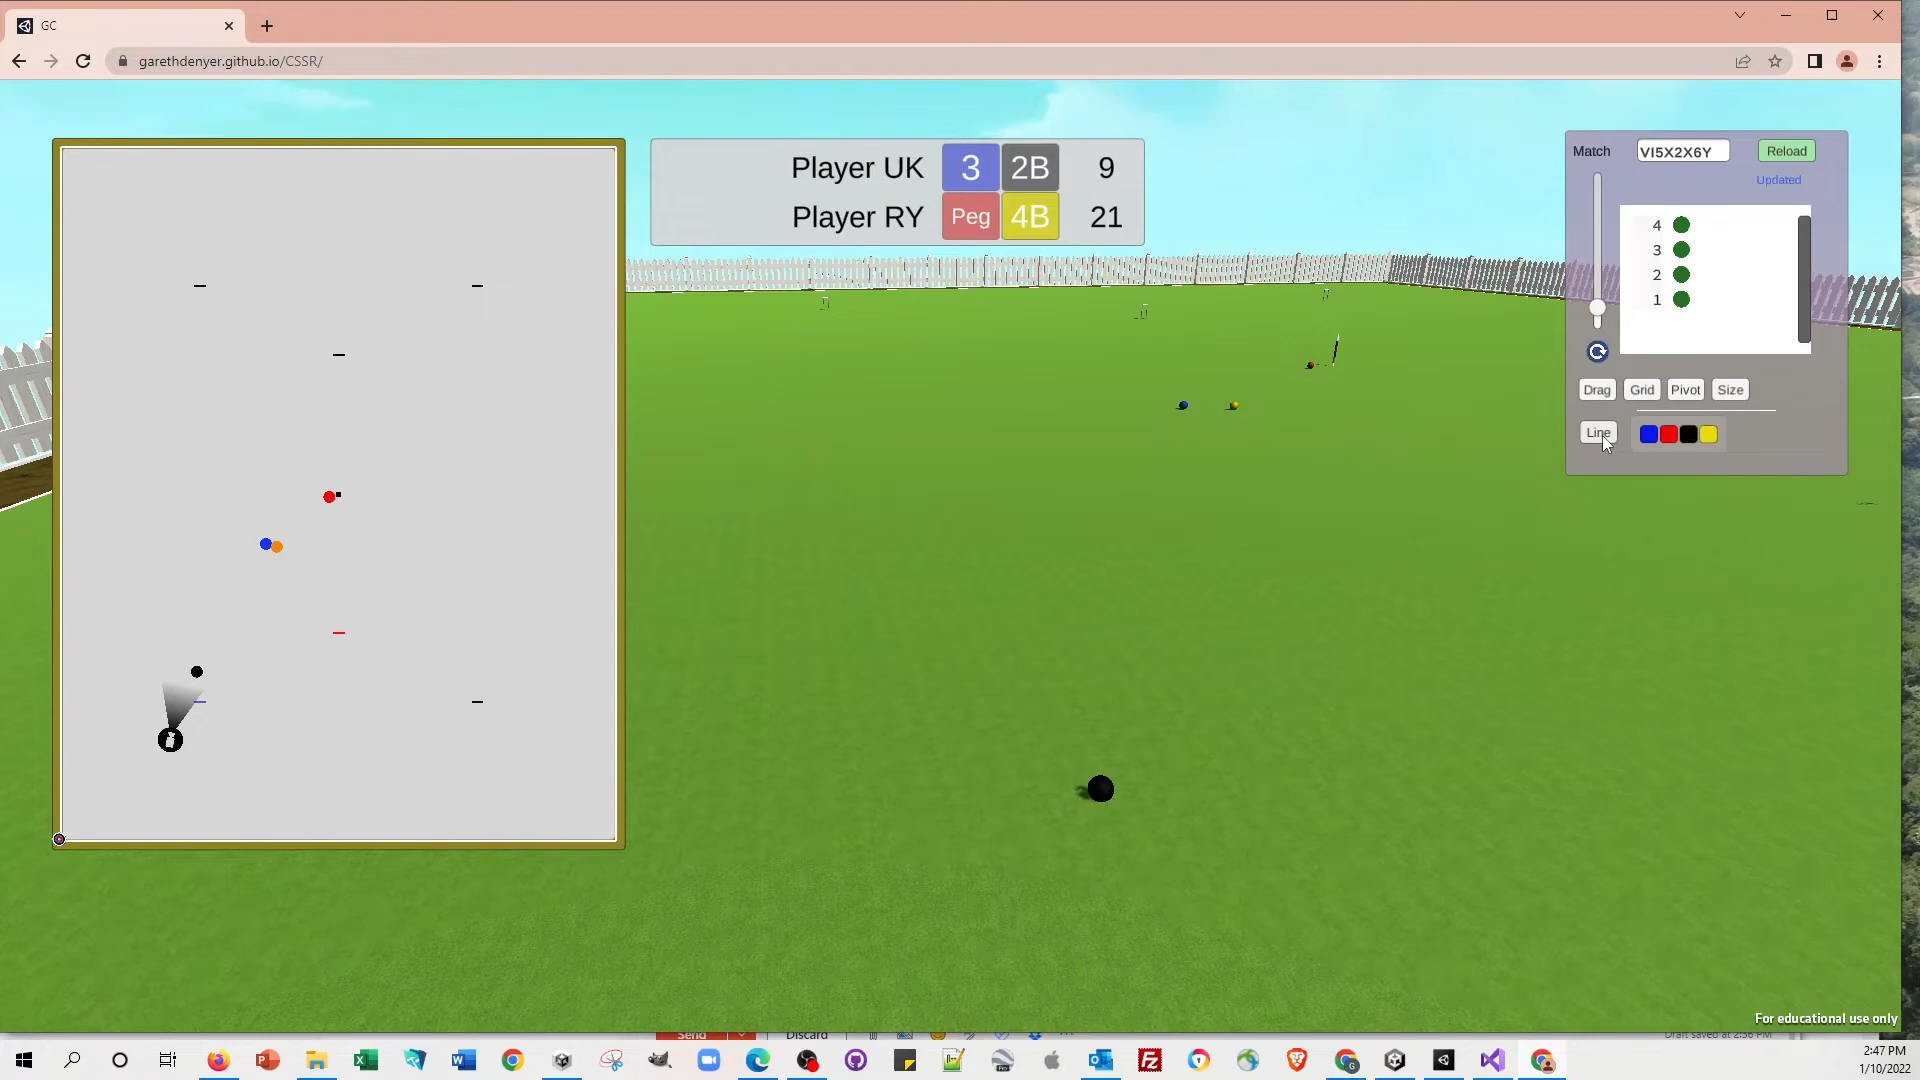 GC
garethdenyer.github.io/CSSR/
Player UK 3 2B 9
Player RY Peg 4B 21
Match VI5X2X6Y Reload
Updated
4
3
2
1
Drag Grid Pivot Size
Line
For educational use only
Send Discard
2:47 PM
1/10/2022